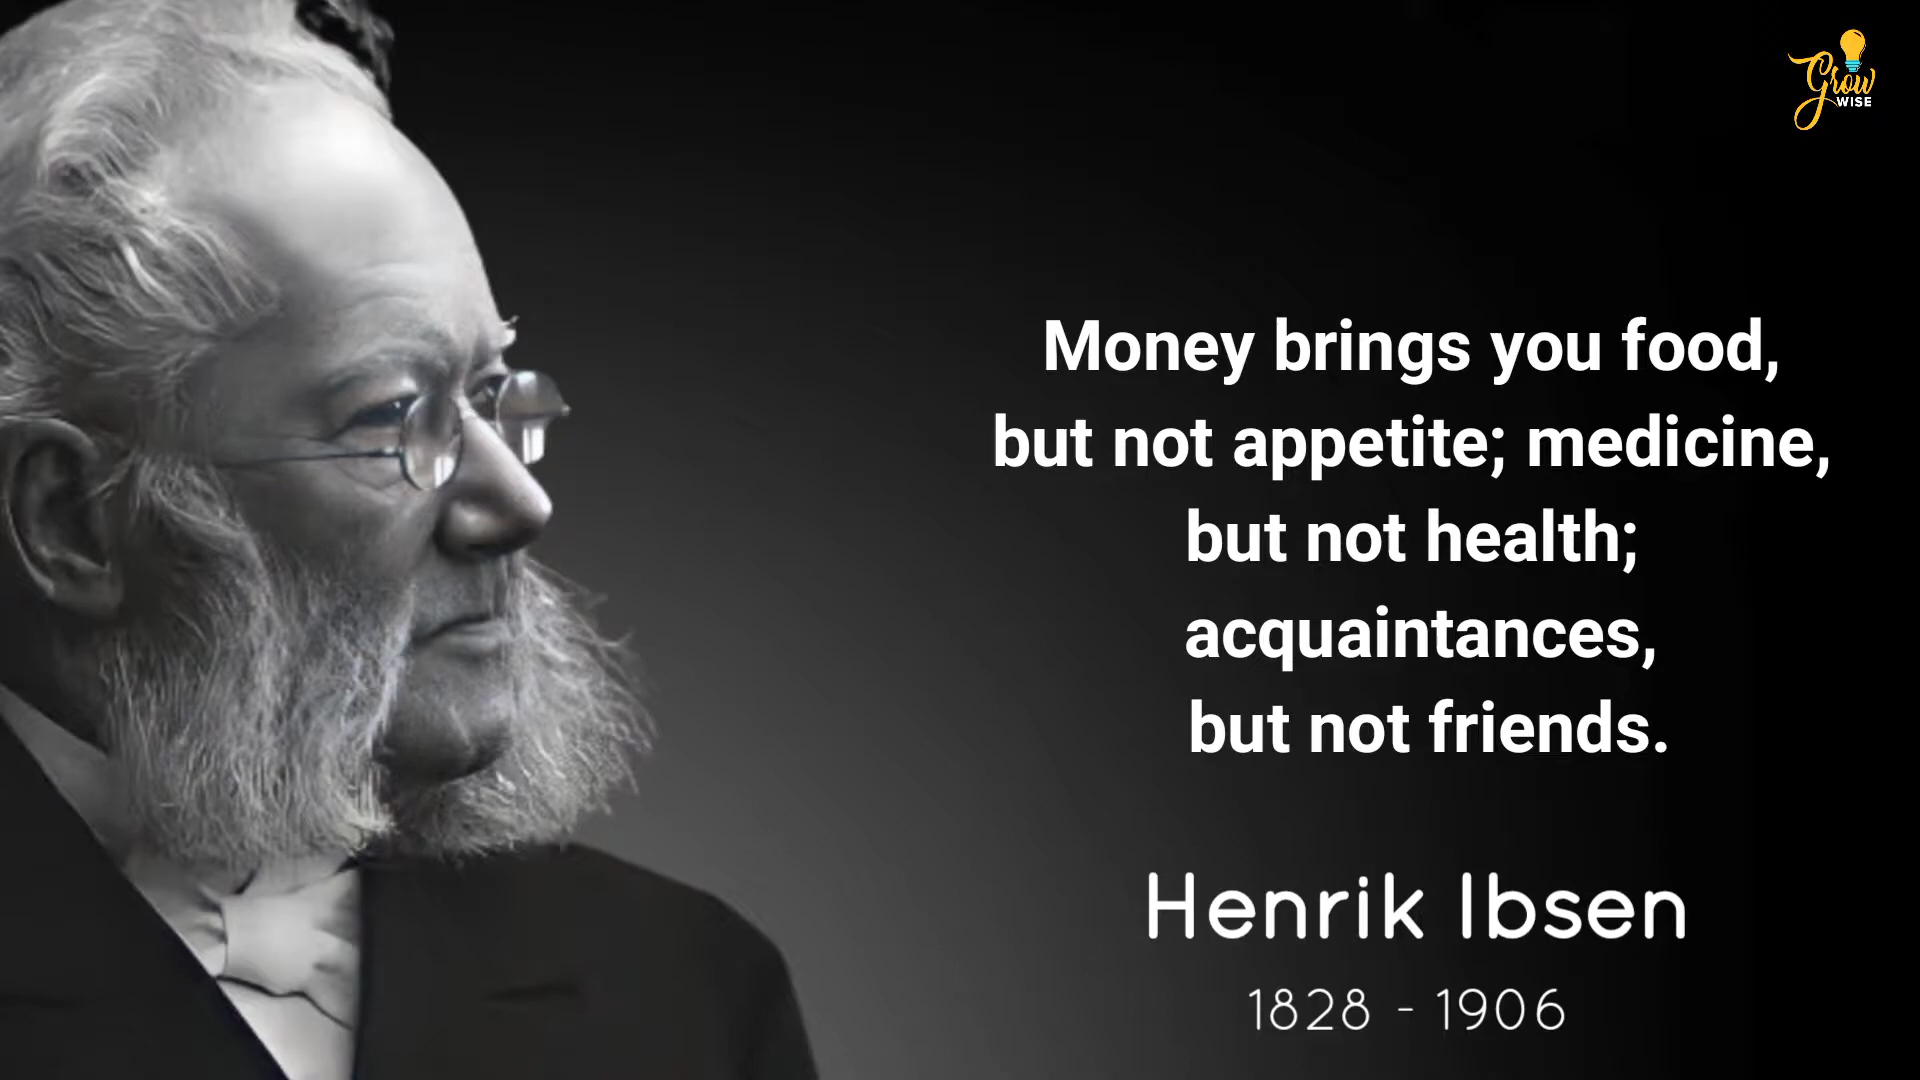 Grow
WISE
Money brings you food,
but not appetite; medicine,
but not health;
acquaintances,
but not friends.
Henrik Ibsen
1828 - 1906